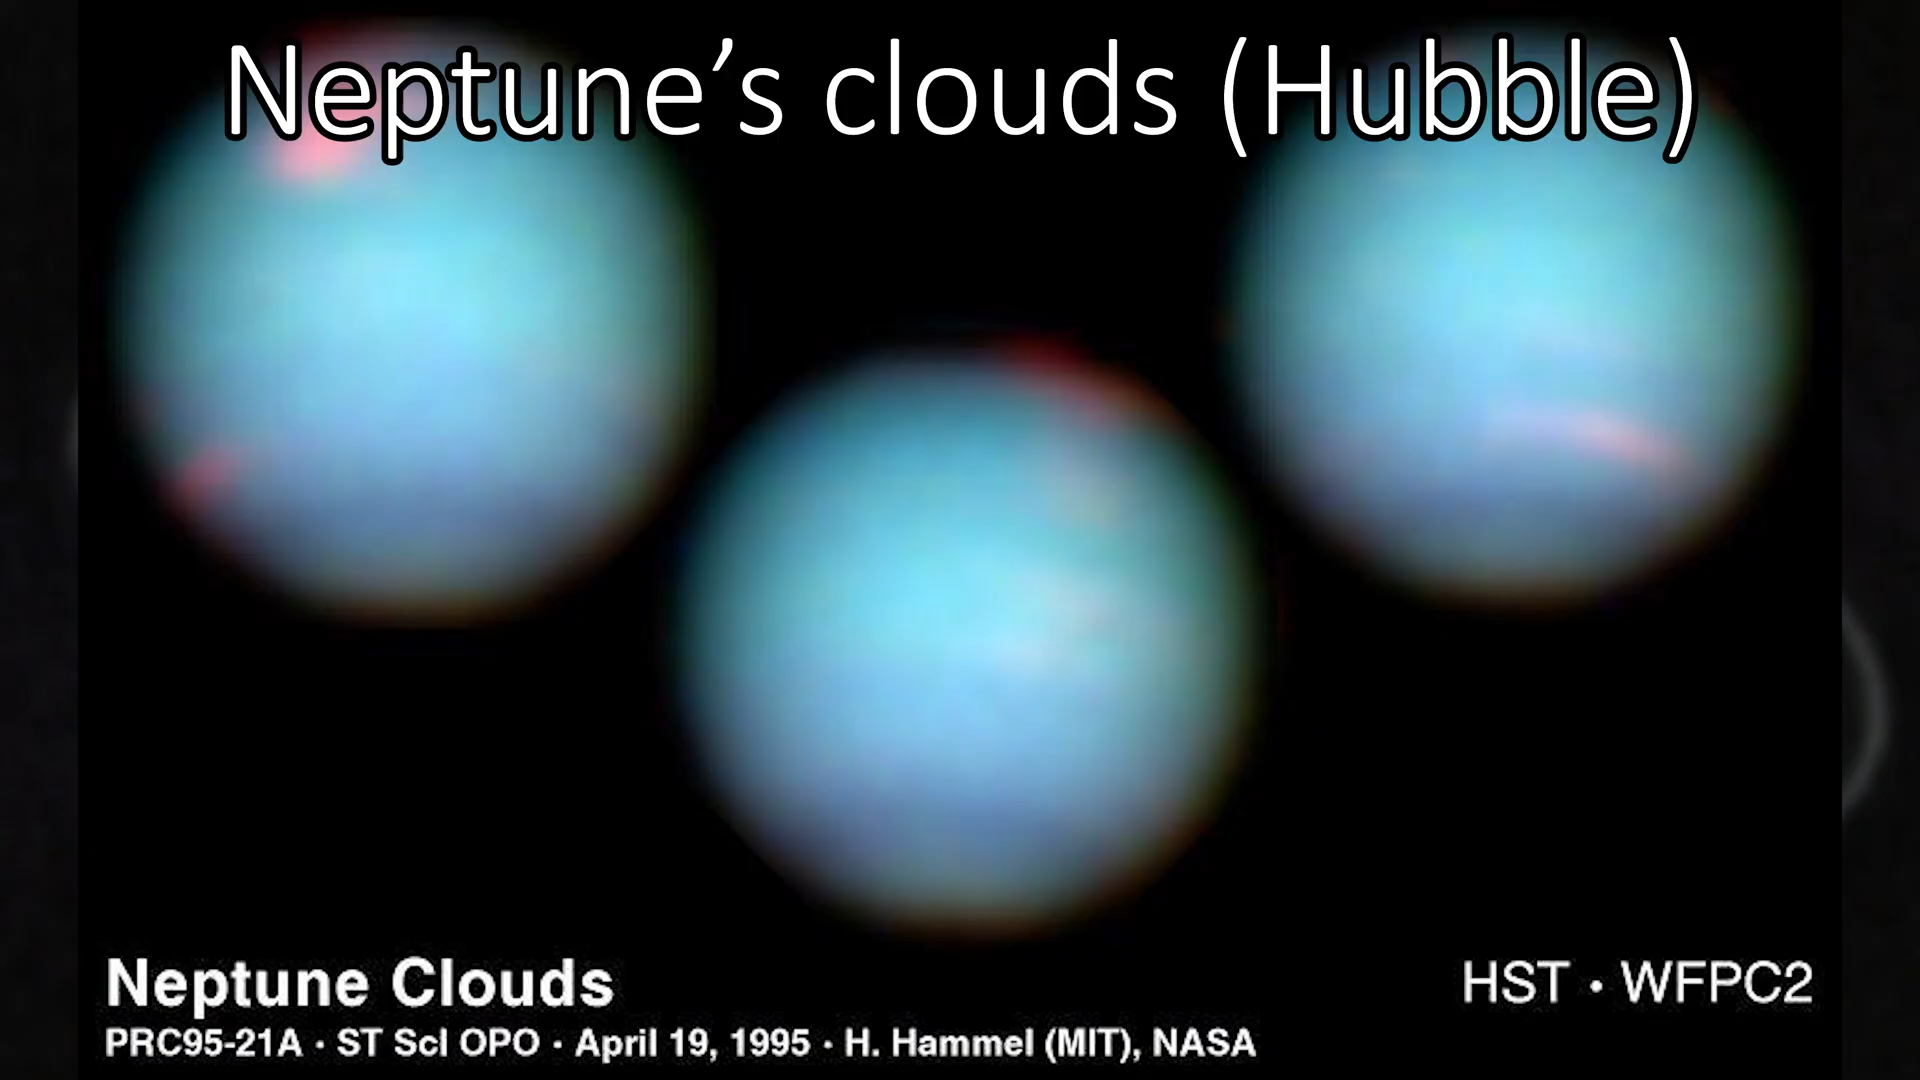 Neptune’s clouds (Hubble)
Neptune Clouds
HST • WFPC2
PRC95-21A • ST ScI OPO • April 19, 1995 • H. Hammel (MIT), NASA